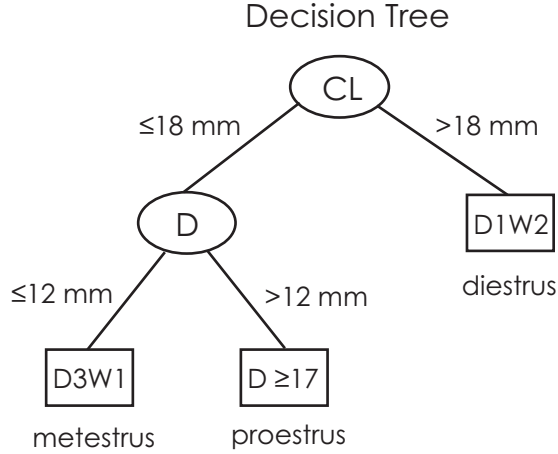 Decision Tree
CL
≤18 mm
>18 mm
D
D1W2
diestrus
≤12 mm
>12 mm
D3W1
D ≥17
metestrus
proestrus